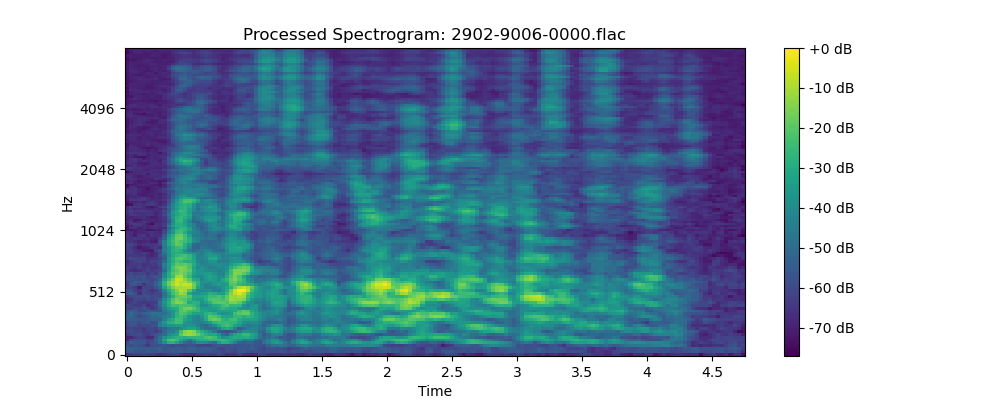 Processed Spectrogram: 2902-9006-0000.flac
+0 dB
-10 dB
-20 dB
-30 dB
-40 dB
-50 dB
-60 dB
-70 dB
Hz
4096
2048
1024
512
0
0 0.5 1 1.5 2 2.5 3 3.5 4 4.5
Time